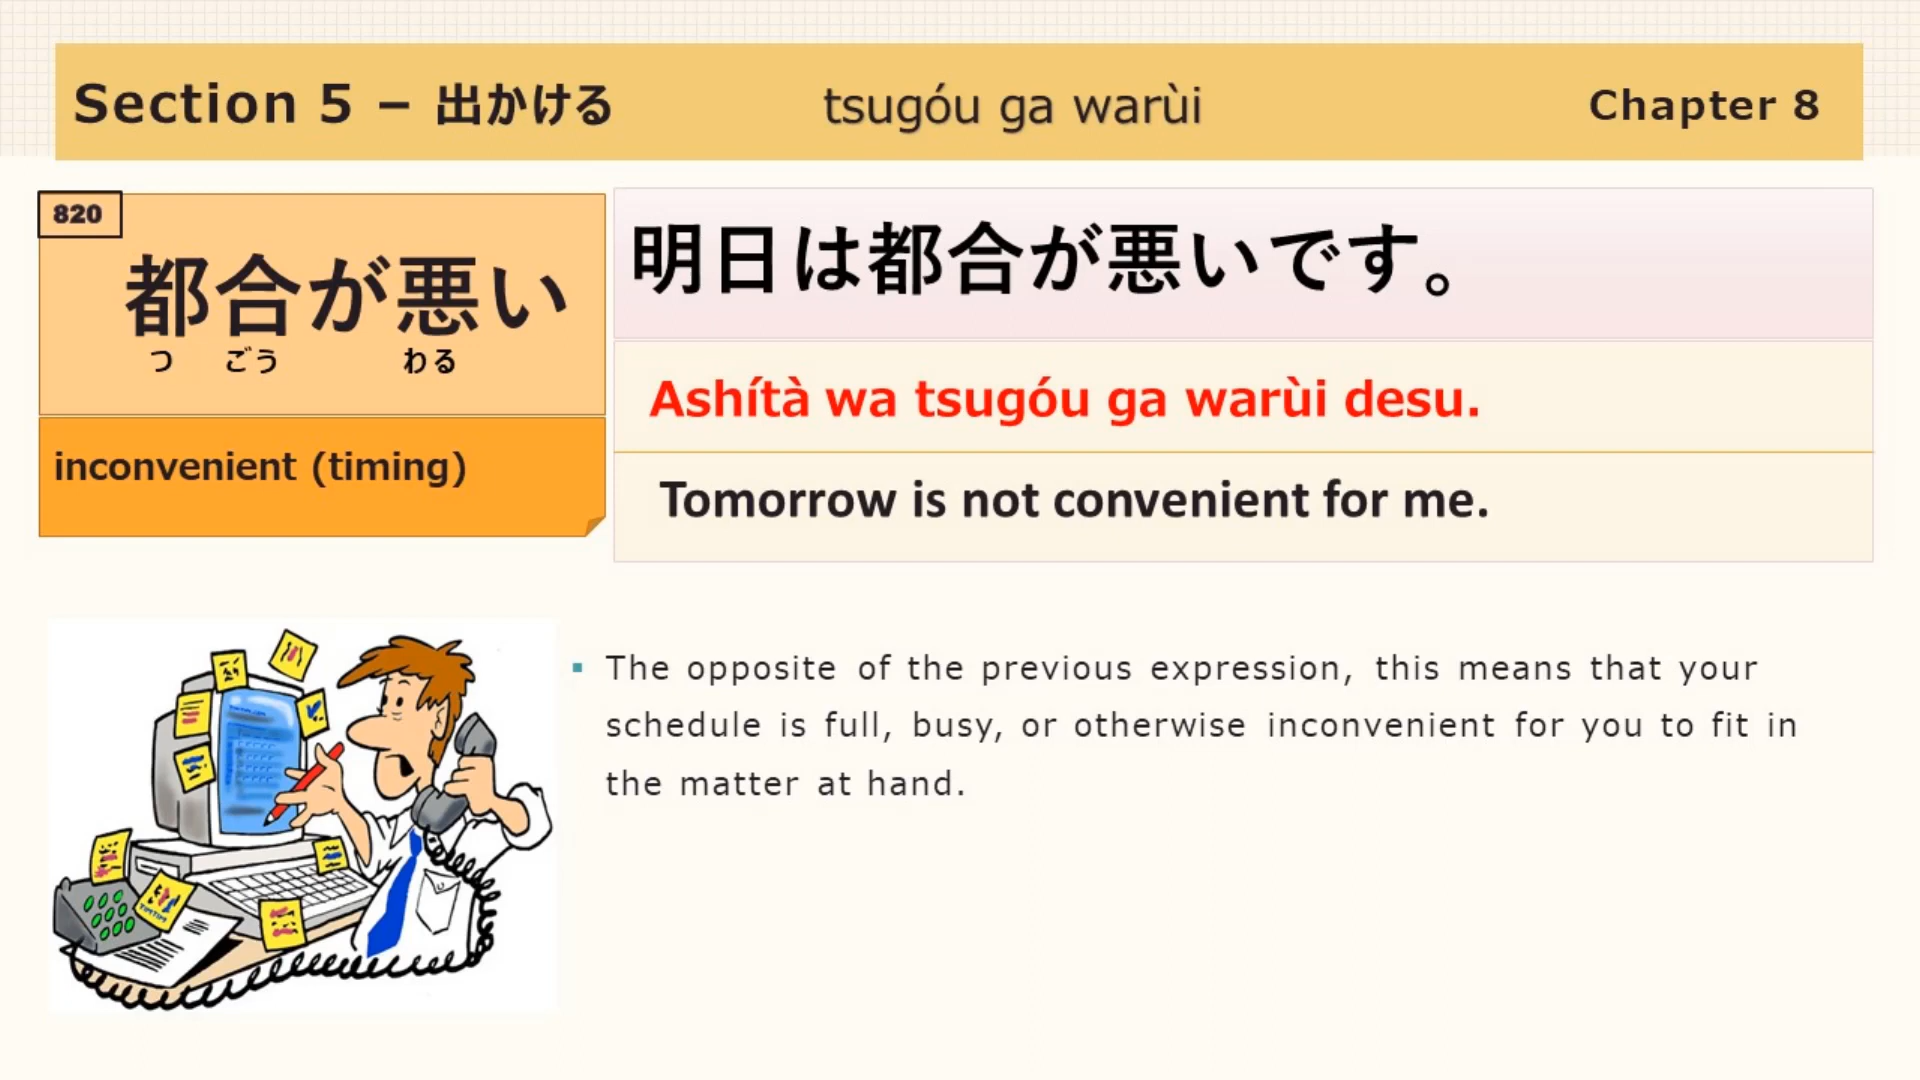 Section 5 – 出かける
tsugóu ga warùi
Chapter 8
820
都合が悪い
つ ごう わる
inconvenient (timing)
明日は都合が悪いです。
Ashítà wa tsugóu ga warùi desu.
Tomorrow is not convenient for me.
▪ The opposite of the previous expression, this means that your
schedule is full, busy, or otherwise inconvenient for you to fit in
the matter at hand.